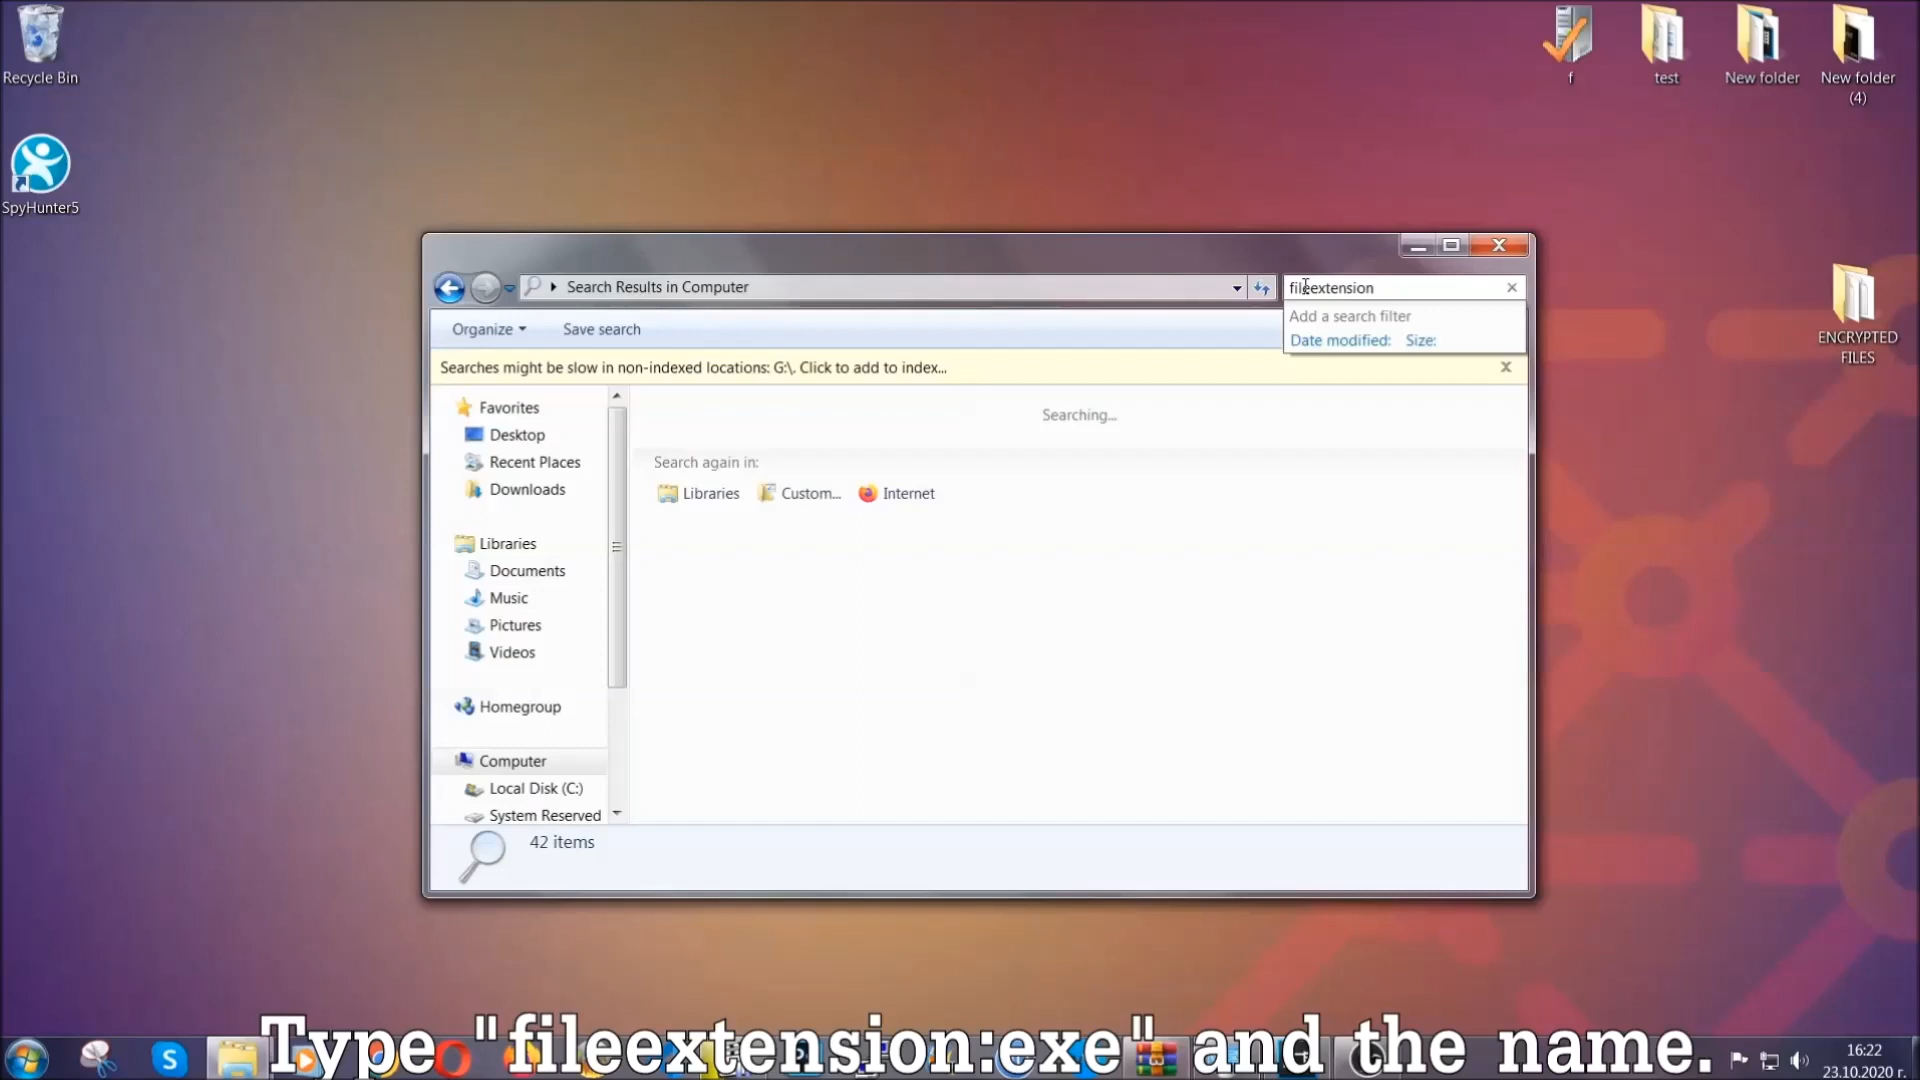 Recycle Bin
SpyHunter5
f
test
New folder
New folder
(4)
ENCRYPTED
FILES
Search Results in Computer
fileextension
Add a search filter
Date modified: Size:
Organize
Save search
Searches might be slow in non-indexed locations: G:\. Click to add to index...
Favorites
Desktop
Recent Places
Downloads
Libraries
Documents
Music
Pictures
Videos
Homegroup
Computer
Local Disk (C:)
System Reserved
Searching...
Search again in:
Libraries
Custom...
Internet
42 items
Type "fileextension:exe" and the name.
16:22
23.10.2020 г.